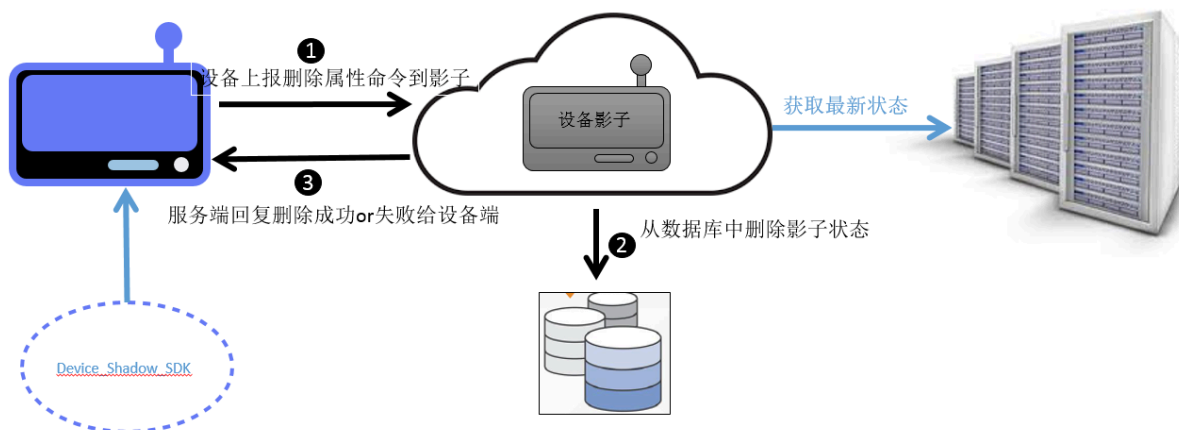 ❶
设备上报删除属性命令到影子
设备影子
获取最新状态
❸
服务端回复删除成功or失败给设备端
❷
从数据库中删除影子状态
Device_Shadow_SDK